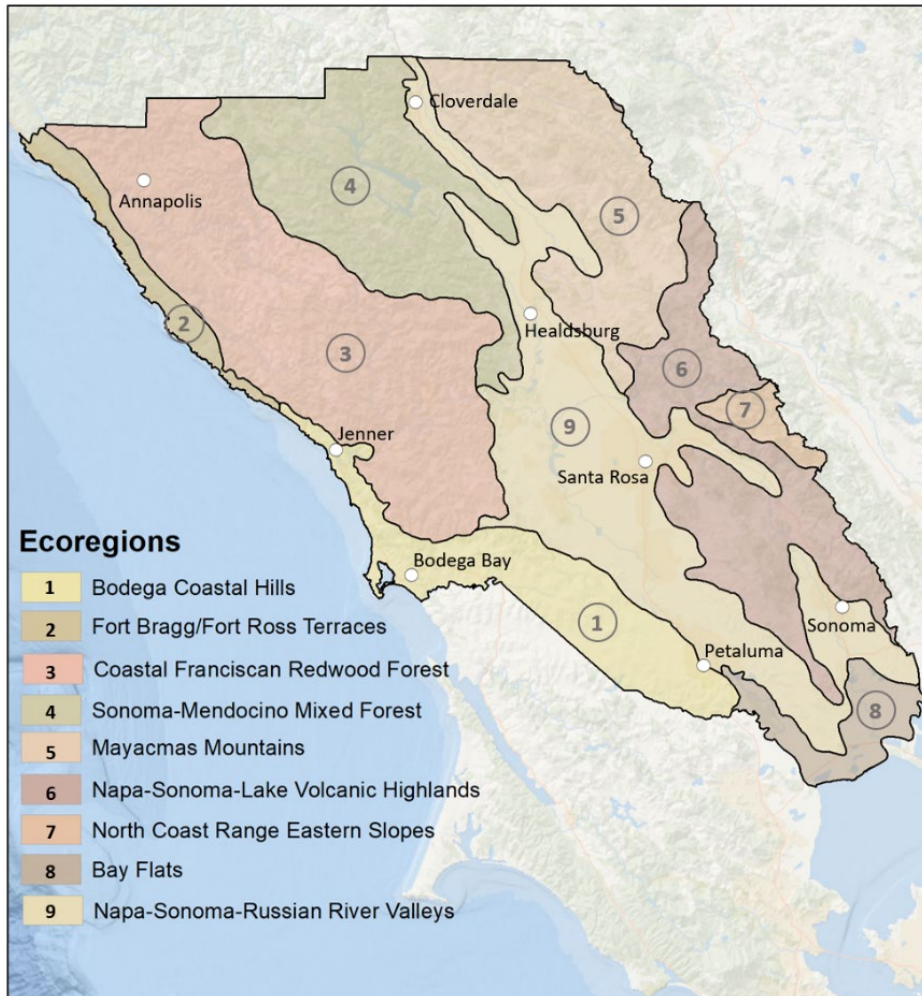 Cloverdale
4
Annapolis
5
2
Healdsburg
3
6
7
9
Jenner
Santa Rosa
Ecoregions
Bodega Bay
1 Bodega Coastal Hills
Sonoma
1
2 Fort Bragg/Fort Ross Terraces
Petaluma
3 Coastal Franciscan Redwood Forest
4 Sonoma-Mendocino Mixed Forest
8
5 Mayacmas Mountains
6 Napa-Sonoma-Lake Volcanic Highlands
7 North Coast Range Eastern Slopes
8 Bay Flats
9 Napa-Sonoma-Russian River Valleys